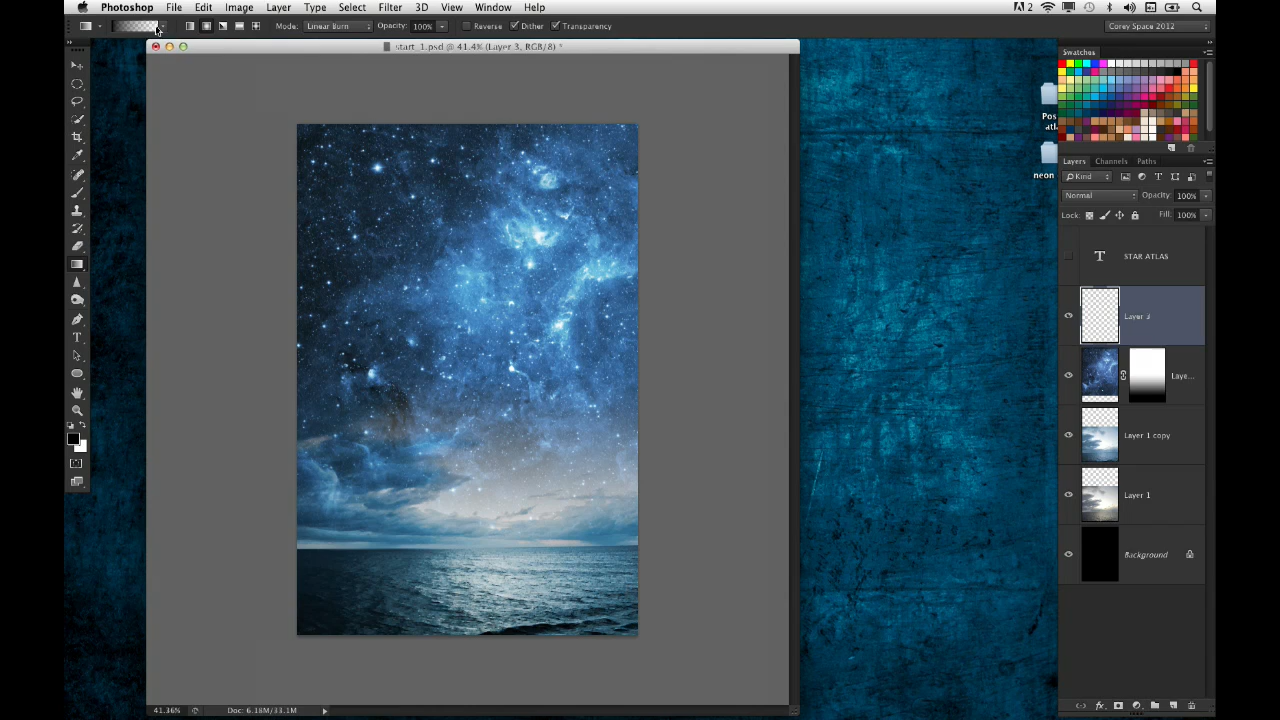 Photoshop File Edit Image Layer Type Select Filter 3D View Window Help
Mode: Linear Burn Opacity: 100% Reverse Dither Transparency Corey Space 2012
start_1.psd @ 41.4% (Layer 3, RGB/8) *
Swatches
Pos
atl
neon
Layers Channels Paths
Kind
Normal Opacity: 100%
Lock: Fill: 100%
T STAR ATLAS
Layer 3
Laye...
Layer 1 copy
Layer 1
Background
41.36% Doc: 6.18M/33.1M